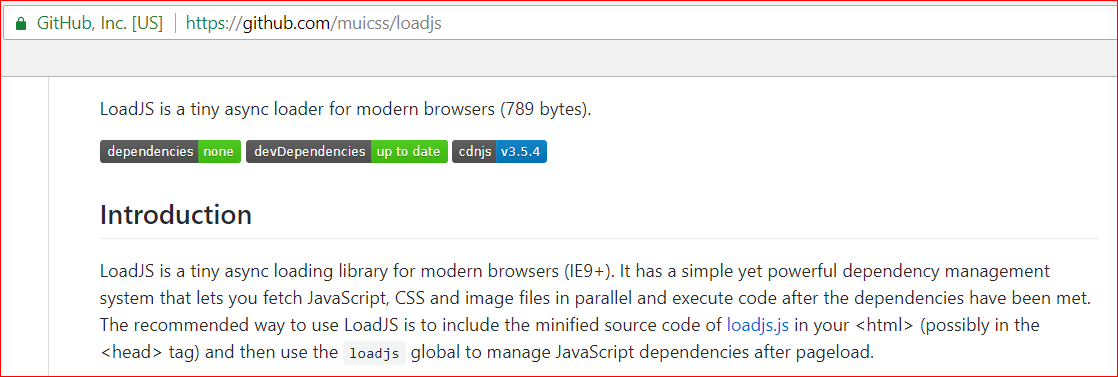 GitHub, Inc. [US] https://github.com/muicss/loadjs
LoadJS is a tiny async loader for modern browsers (789 bytes).
dependencies none devDependencies up to date cdnjs v3.5.4
Introduction
LoadJS is a tiny async loading library for modern browsers (IE9+). It has a simple yet powerful dependency management
system that lets you fetch JavaScript, CSS and image files in parallel and execute code after the dependencies have been met.
The recommended way to use LoadJS is to include the minified source code of loadjs.js in your <html> (possibly in the
<head> tag) and then use the loadjs global to manage JavaScript dependencies after pageload.